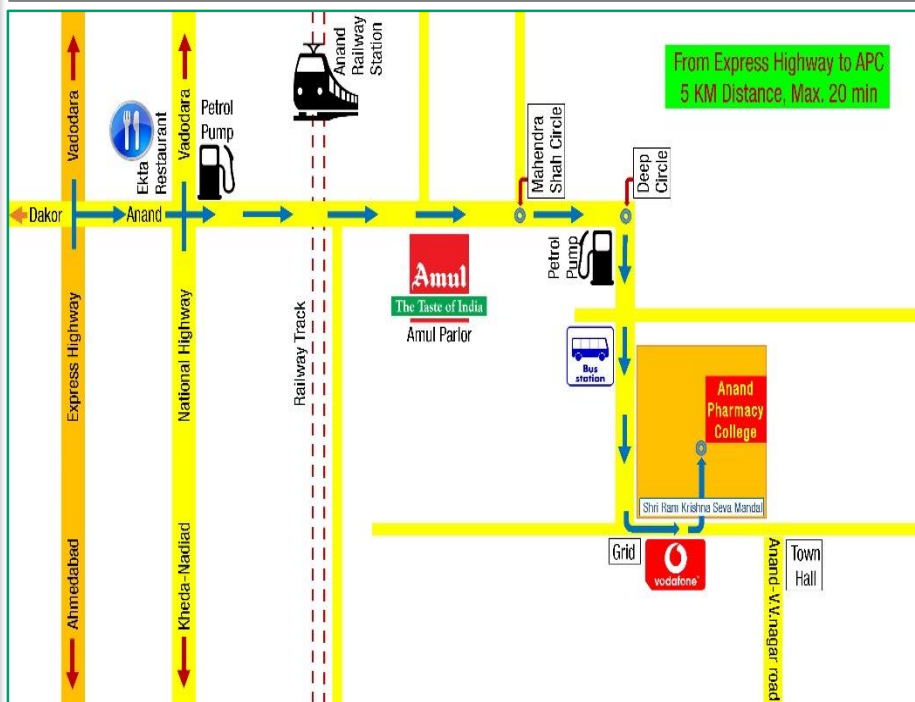 From Express Highway to APC
5 KM Distance, Max. 20 min
Vadodara
Ekta
Restaurant
Vadodara
Petrol
Pump
Anand
Railway
Station
Mahendra
Shah Circle
Deep
Circle
Dakor
Anand
Petrol
Pump
Amul
The Taste of India
Amul Parlor
Express Highway
National Highway
Railway Track
Bus
station
Anand
Pharmacy
College
Shri Ram Krishna Seva Mandal
Grid
vodafone™
Town
Hall
Anand-V.V.nagar road
Ahmedabad
Kheda-Nadiad